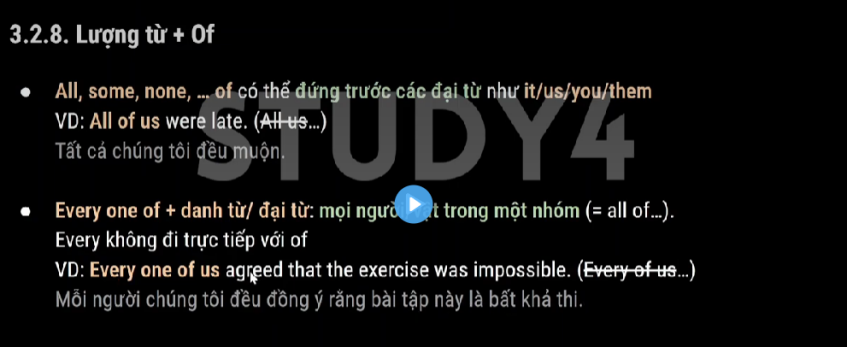 3.2.8. Lượng từ + Of
All, some, none, ... of có thể đứng trước các đại từ như it/us/you/them
VD: All of us were late. (All us...)
Tất cả chúng tôi đều muộn.
STUDY4
Every one of + danh từ/ đại từ: mọi trong một nhóm (= all of...).
Every không đi trực tiếp với of
VD: Every one of us agreed that the exercise was impossible. (Every of us...)
Mỗi người chúng tôi đều đồng ý rằng bài tập này là bất khả thi.